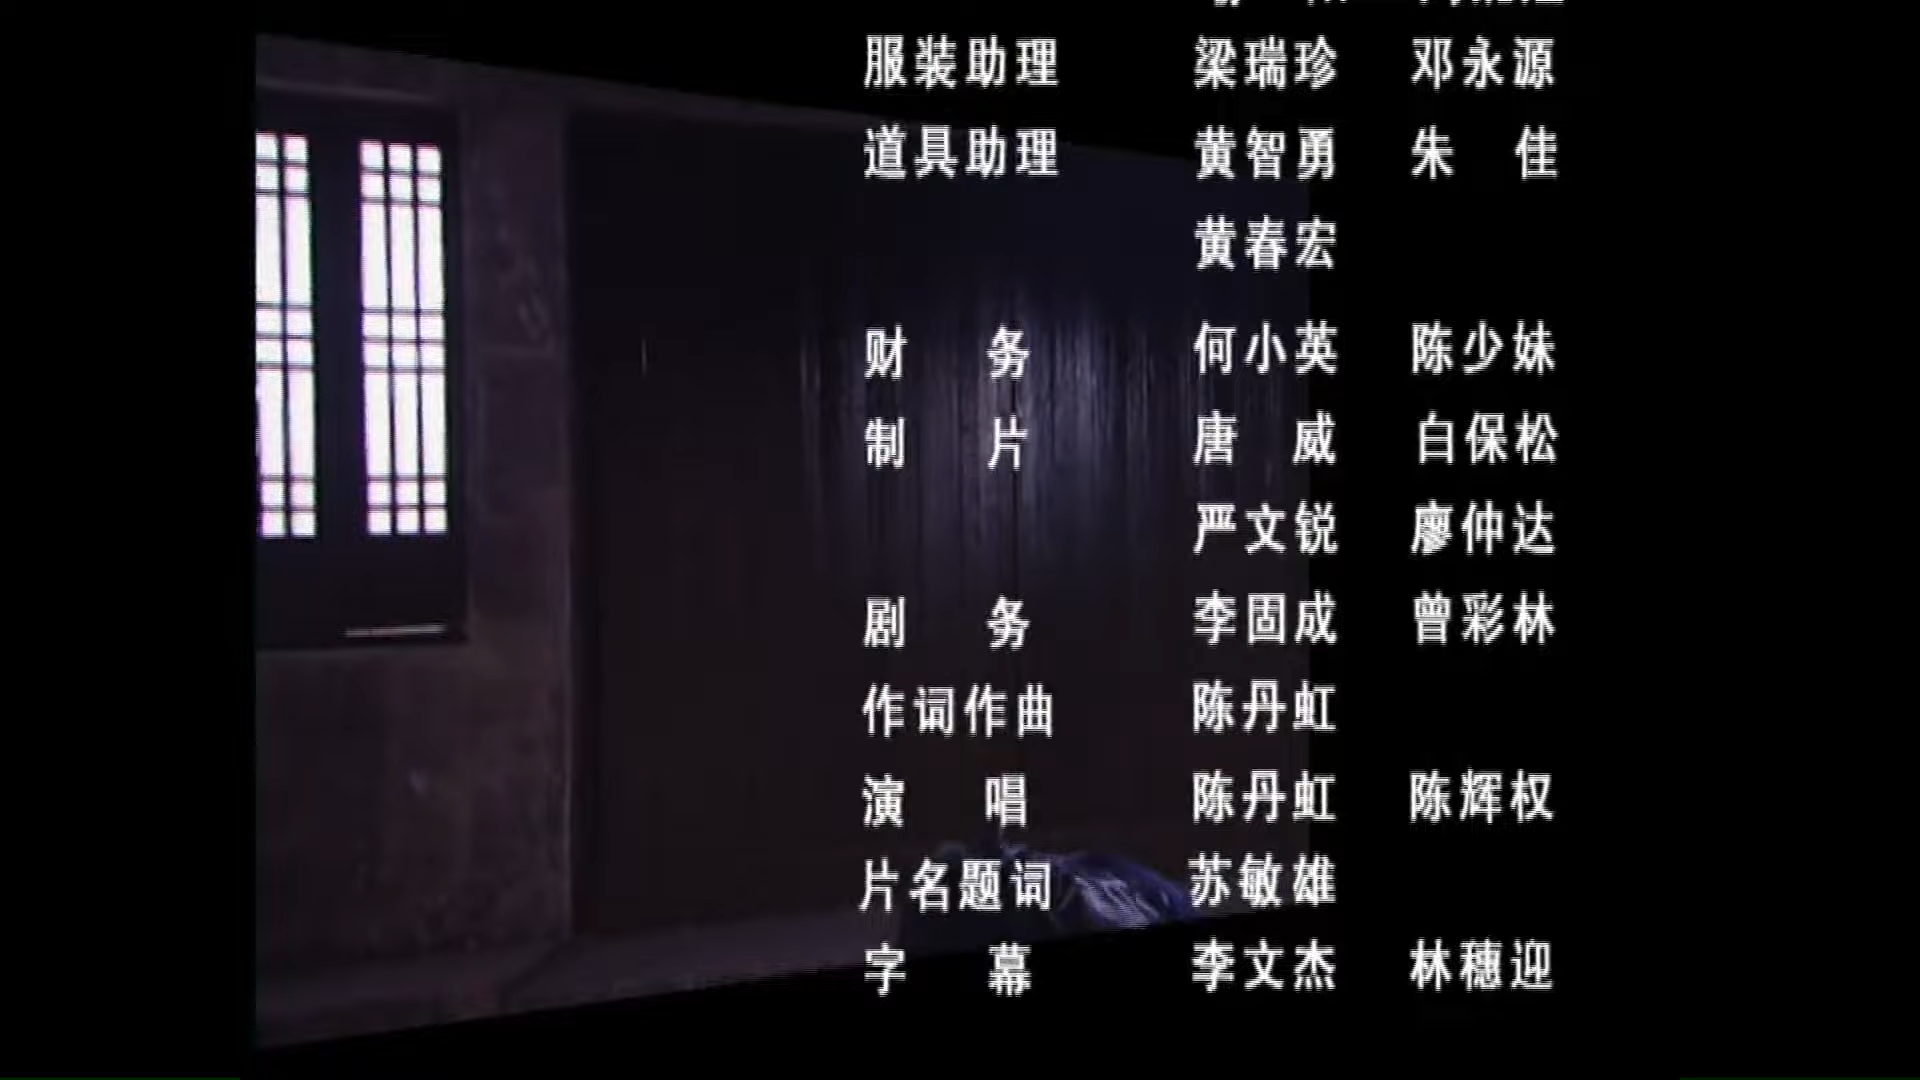 服装助理 梁瑞珍 邓永源
道具助理 黄智勇 朱 佳
黄春宏
财 务 何小英 陈少妹
制 片 唐 威 白保松
严文锐 廖仲达
剧 务 李固成 曾彩林
作词作曲 陈丹虹
演 唱 陈丹虹 陈辉权
片名题词 苏敏雄
字 幕 李文杰 林穗迎